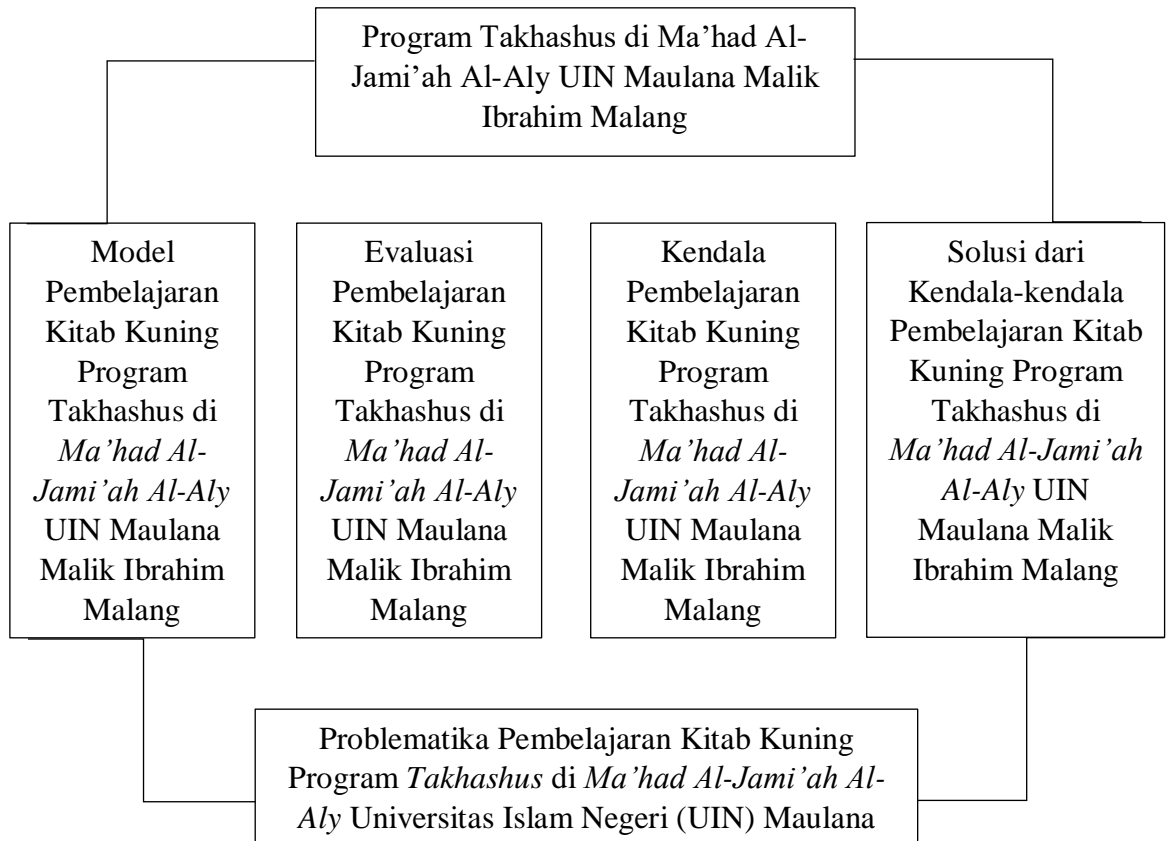 Program Takhashus di Ma’had Al-
Jami’ah Al-Aly UIN Maulana Malik
Ibrahim Malang
Model
Pembelajaran
Kitab Kuning
Program
Takhashus di
Ma’had Al-
Jami’ah Al-Aly
UIN Maulana
Malik Ibrahim
Malang
Evaluasi
Pembelajaran
Kitab Kuning
Program
Takhashus di
Ma’had Al-
Jami’ah Al-Aly
UIN Maulana
Malik Ibrahim
Malang
Kendala
Pembelajaran
Kitab Kuning
Program
Takhashus di
Ma’had Al-
Jami’ah Al-Aly
UIN Maulana
Malik Ibrahim
Malang
Solusi dari
Kendala-kendala
Pembelajaran Kitab
Kuning Program
Takhashus di
Ma’had Al-Jami’ah
Al-Aly UIN
Maulana Malik
Ibrahim Malang
Problematika Pembelajaran Kitab Kuning
Program Takhashus di Ma’had Al-Jami’ah Al-
Aly Universitas Islam Negeri (UIN) Maulana